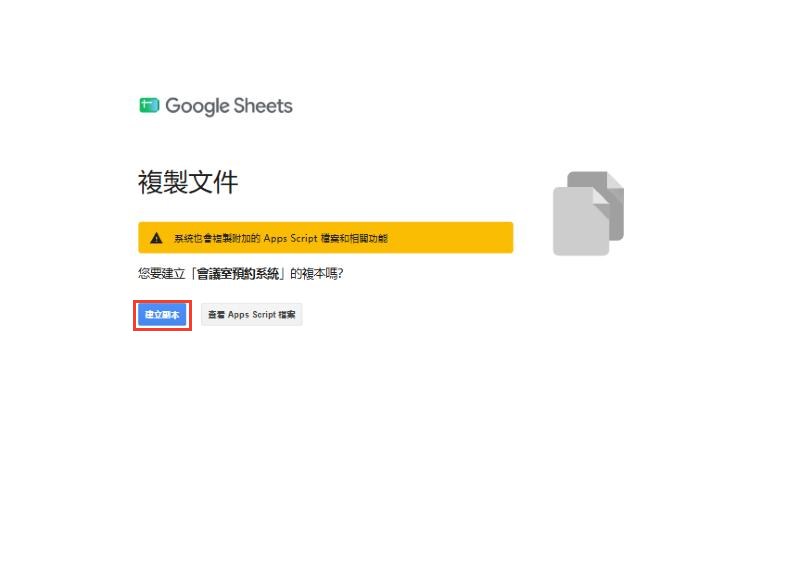 Google Sheets
複製文件
系統也會複製附加的 Apps Script 檔案和相關功能
您要建立「會議室預約系統」的複本嗎?
建立副本
查看 Apps Script 檔案